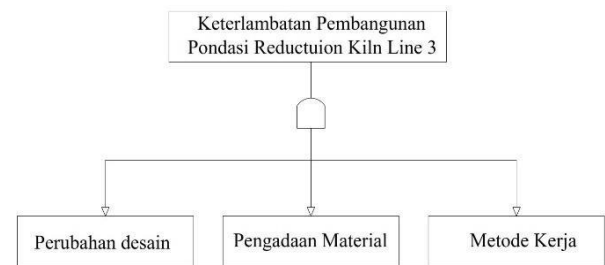 Keterlambatan Pembangunan
Pondasi Reductuion Kiln Line 3
Perubahan desain
Pengadaan Material
Metode Kerja